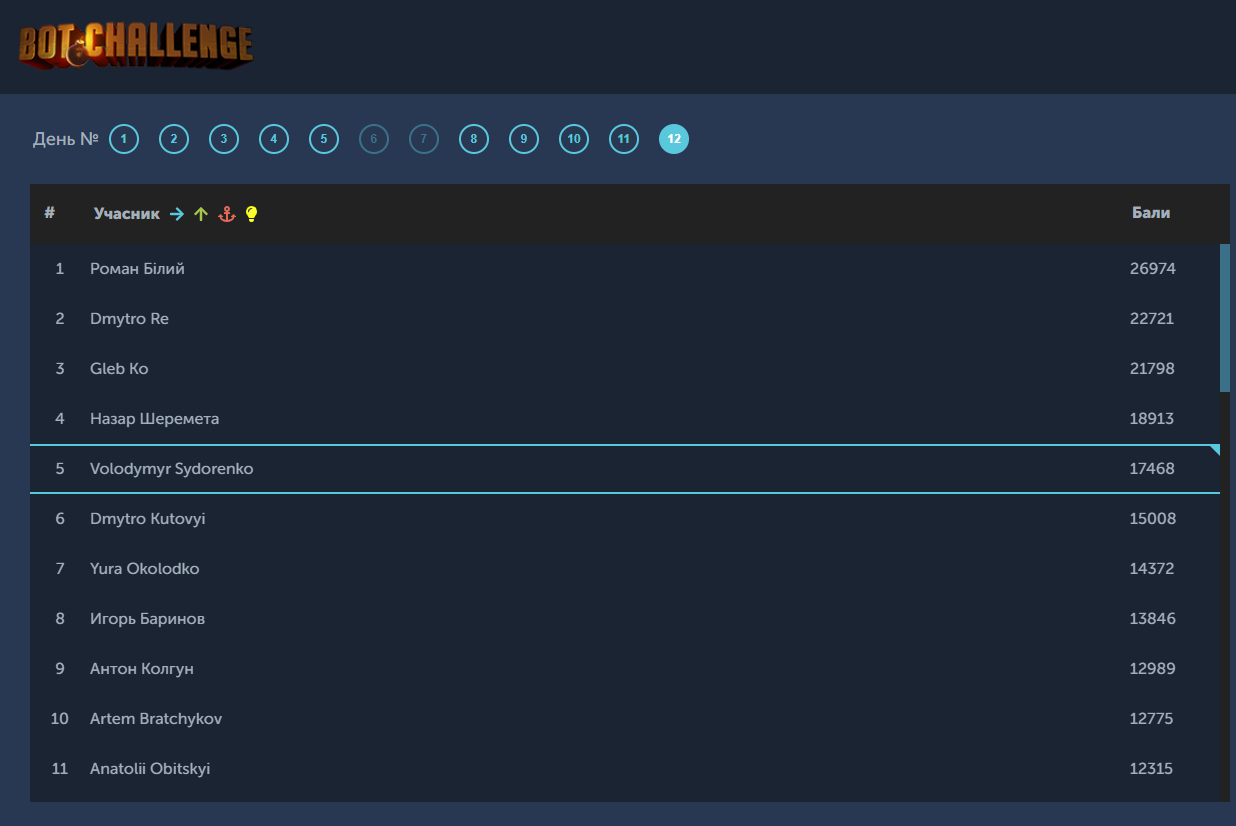 BOT CHALLENGE
День № 1 2 3 4 5 6 7 8 9 10 11 12
# Учасник Бали
1 Роман Білий 26974
2 Dmytro Re 22721
3 Gleb Ko 21798
4 Назар Шеремета 18913
5 Volodymyr Sydorenko 17468
6 Dmytro Kutovyi 15008
7 Yura Okolodko 14372
8 Игорь Баринов 13846
9 Антон Колгун 12989
10 Artem Bratchykov 12775
11 Anatolii Obitskyi 12315